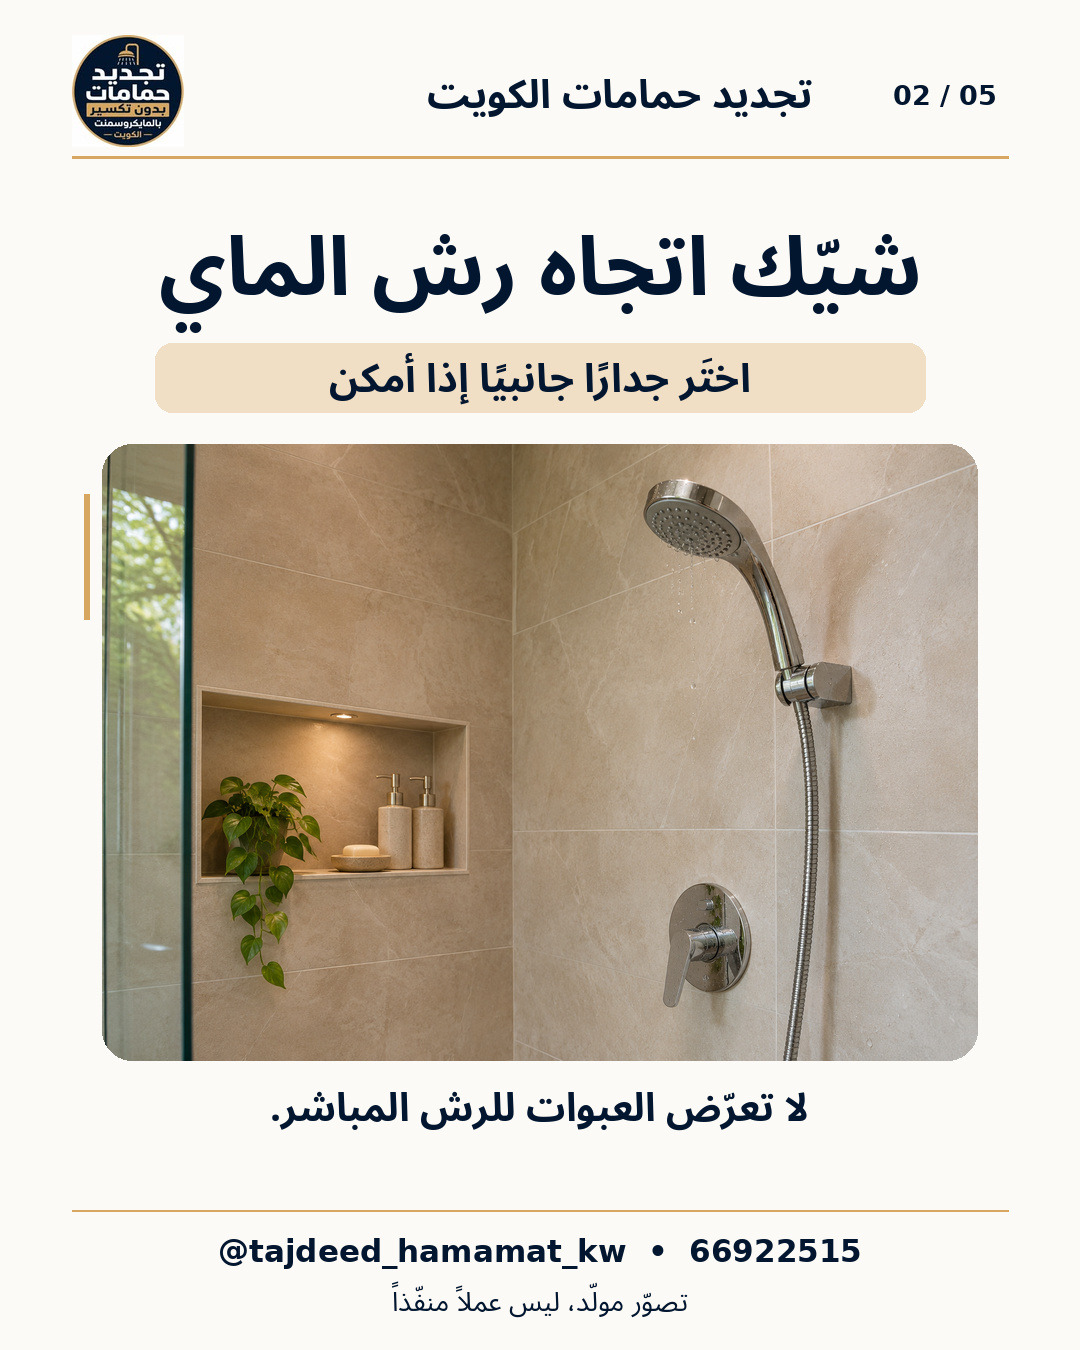 تجديد
حمامات
بدون تكسير
بالمايكروسمنت
الكويت
تجديد حمامات الكويت
02 / 05
شيّك اتجاه رش الماي
اختَر جدارًا جانبيًا إذا أمكن
لا تعرّض العبوات للرش المباشر.
@tajdeed_hamamat_kw • 66922515
تصوّر مولّد، ليس عملاً منفّذاً